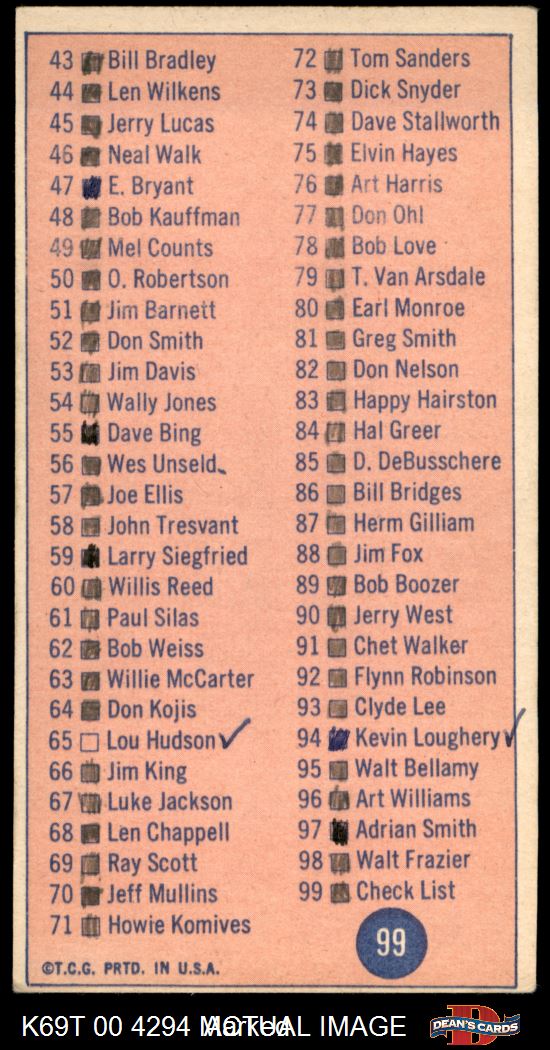 43 Bill Bradley
44 Len Wilkens
45 Jerry Lucas
46 Neal Walk
47 E. Bryant
48 Bob Kauffman
49 Mel Counts
50 O. Robertson
51 Jim Barnett
52 Don Smith
53 Jim Davis
54 Wally Jones
55 Dave Bing
56 Wes Unseld
57 Joe Ellis
58 John Tresvant
59 Larry Siegfried
60 Willis Reed
61 Paul Silas
62 Bob Weiss
63 Willie McCarter
64 Don Kojis
65 Lou Hudson
66 Jim King
67 Luke Jackson
68 Len Chappell
69 Ray Scott
70 Jeff Mullins
71 Howie Komives
72 Tom Sanders
73 Dick Snyder
74 Dave Stallworth
75 Elvin Hayes
76 Art Harris
77 Don Ohl
78 Bob Love
79 T. Van Arsdale
80 Earl Monroe
81 Greg Smith
82 Don Nelson
83 Happy Hairston
84 Hal Greer
85 D. DeBusschere
86 Bill Bridges
87 Herm Gilliam
88 Jim Fox
89 Bob Boozer
90 Jerry West
91 Chet Walker
92 Flynn Robinson
93 Clyde Lee
94 Kevin Loughery
95 Walt Bellamy
96 Art Williams
97 Adrian Smith
98 Walt Frazier
99 Check List
99
©T.C.G. PRTD. IN U.S.A.
K69T 00 4294 Marked
ACTUAL IMAGE
D
DEAN'S CARDS